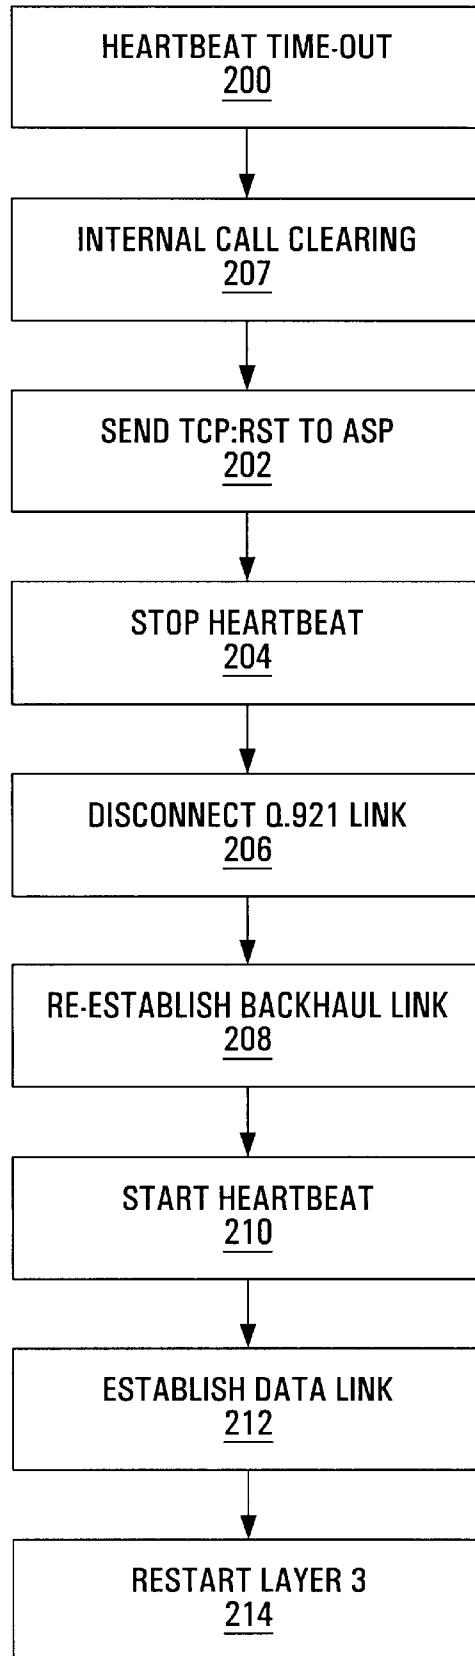 HEARTBEAT TIME-OUT
200
INTERNAL CALL CLEARING
207
SEND TCP:RST TO ASP
202
STOP HEARTBEAT
204
DISCONNECT Q.921 LINK
206
RE-ESTABLISH BACKHAUL LINK
208
START HEARTBEAT
210
ESTABLISH DATA LINK
212
RESTART LAYER 3
214